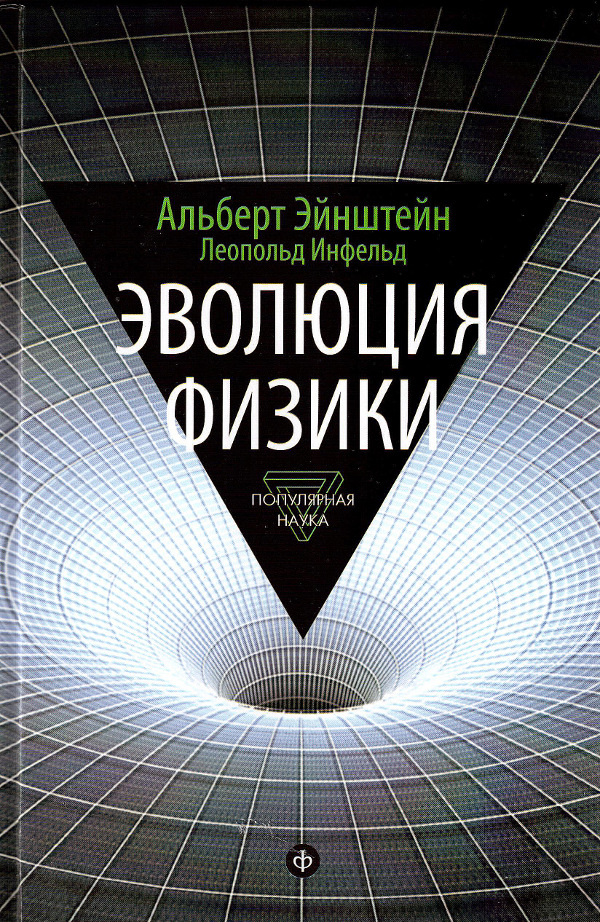 Альберт Эйнштейн
Леопольд Инфельд
ЭВОЛЮЦИЯ
ФИЗИКИ
ПОПУЛЯРНАЯ
НАУКА
Ф